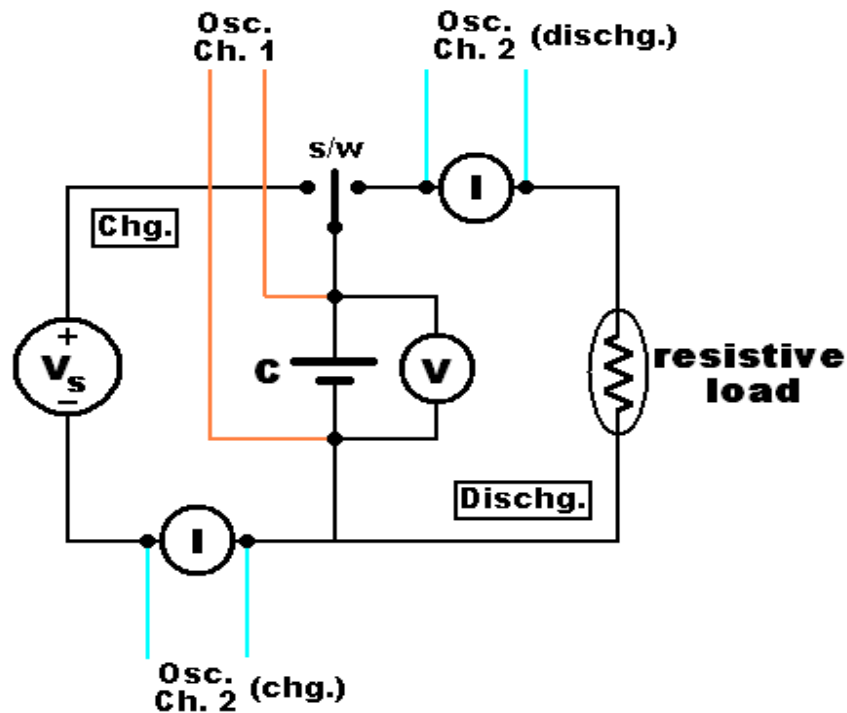 Osc.
Ch. 1
Osc.
Ch. 2 (dischg.)
s/w
I
Chg.
+
Vs
−
C
V
resistive
load
Dischg.
I
Osc.
Ch. 2 (chg.)